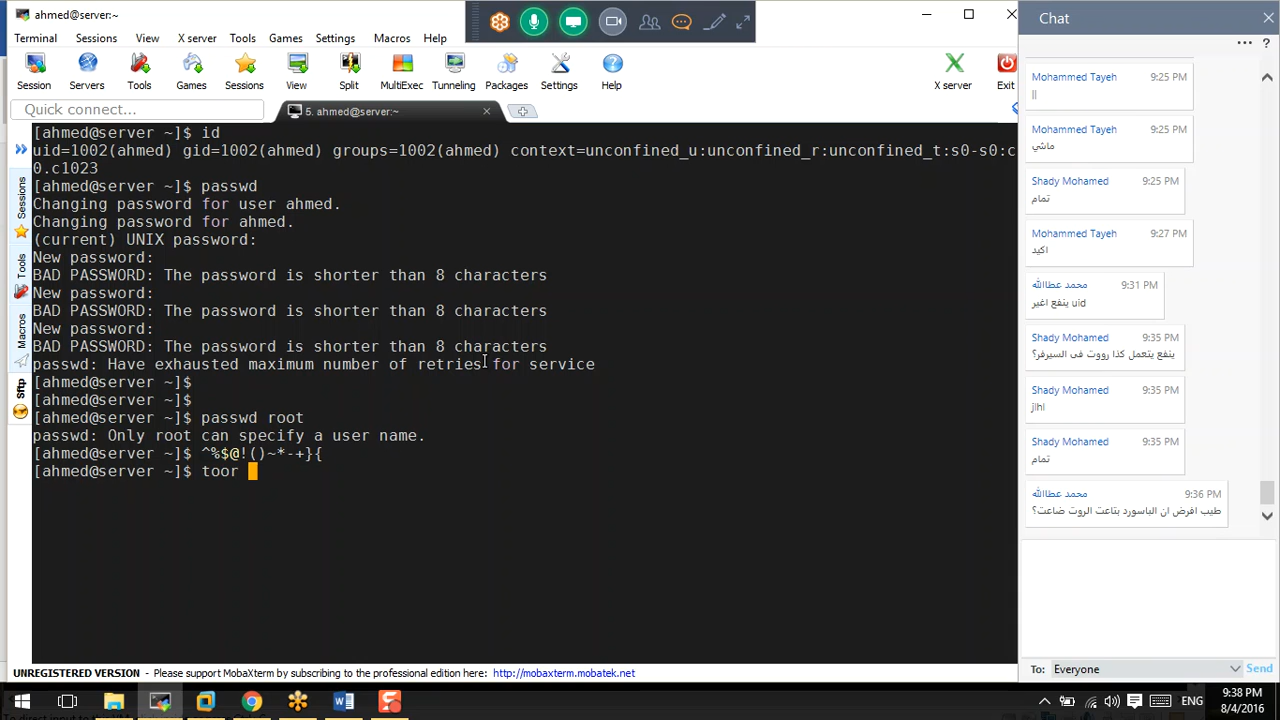 ahmed@server:~
Terminal Sessions View X server Tools Games Settings Macros Help
Session Servers Tools Games Sessions View Split MultiExec Tunneling Packages Settings Help X server Exit
Quick connect...
5. ahmed@server:~
Sessions
Tools
Macros
Sftp
[ahmed@server ~]$ id
uid=1002(ahmed) gid=1002(ahmed) groups=1002(ahmed) context=unconfined_u:unconfined_r:unconfined_t:s0-s0:c
0.c1023
[ahmed@server ~]$ passwd
Changing password for user ahmed.
Changing password for ahmed.
(current) UNIX password:
New password:
BAD PASSWORD: The password is shorter than 8 characters
New password:
BAD PASSWORD: The password is shorter than 8 characters
New password:
BAD PASSWORD: The password is shorter than 8 characters
passwd: Have exhausted maximum number of retries for service
[ahmed@server ~]$
[ahmed@server ~]$
[ahmed@server ~]$ passwd root
passwd: Only root can specify a user name.
[ahmed@server ~]$ ^%$@!()~*-+}{
[ahmed@server ~]$ toor
UNREGISTERED VERSION - Please support MobaXterm by subscribing to the professional edition here: http://mobaxterm.mobatek.net
Chat
... ?
Mohammed Tayeh 9:25 PM
اا
Mohammed Tayeh 9:25 PM
ماشي
Shady Mohamed 9:25 PM
تمام
Mohammed Tayeh 9:27 PM
اكيد
محمد عطاالله 9:31 PM
ينفع اغير uid
Shady Mohamed 9:35 PM
ينفع يتعمل كذا رووت فى السيرفر؟
Shady Mohamed 9:35 PM
jlhl
Shady Mohamed 9:35 PM
تمام
محمد عطاالله 9:36 PM
طيب افرض ان الباسورد بتاعت الروت ضاعت؟
To: Everyone Send
ENG
9:38 PM
8/4/2016